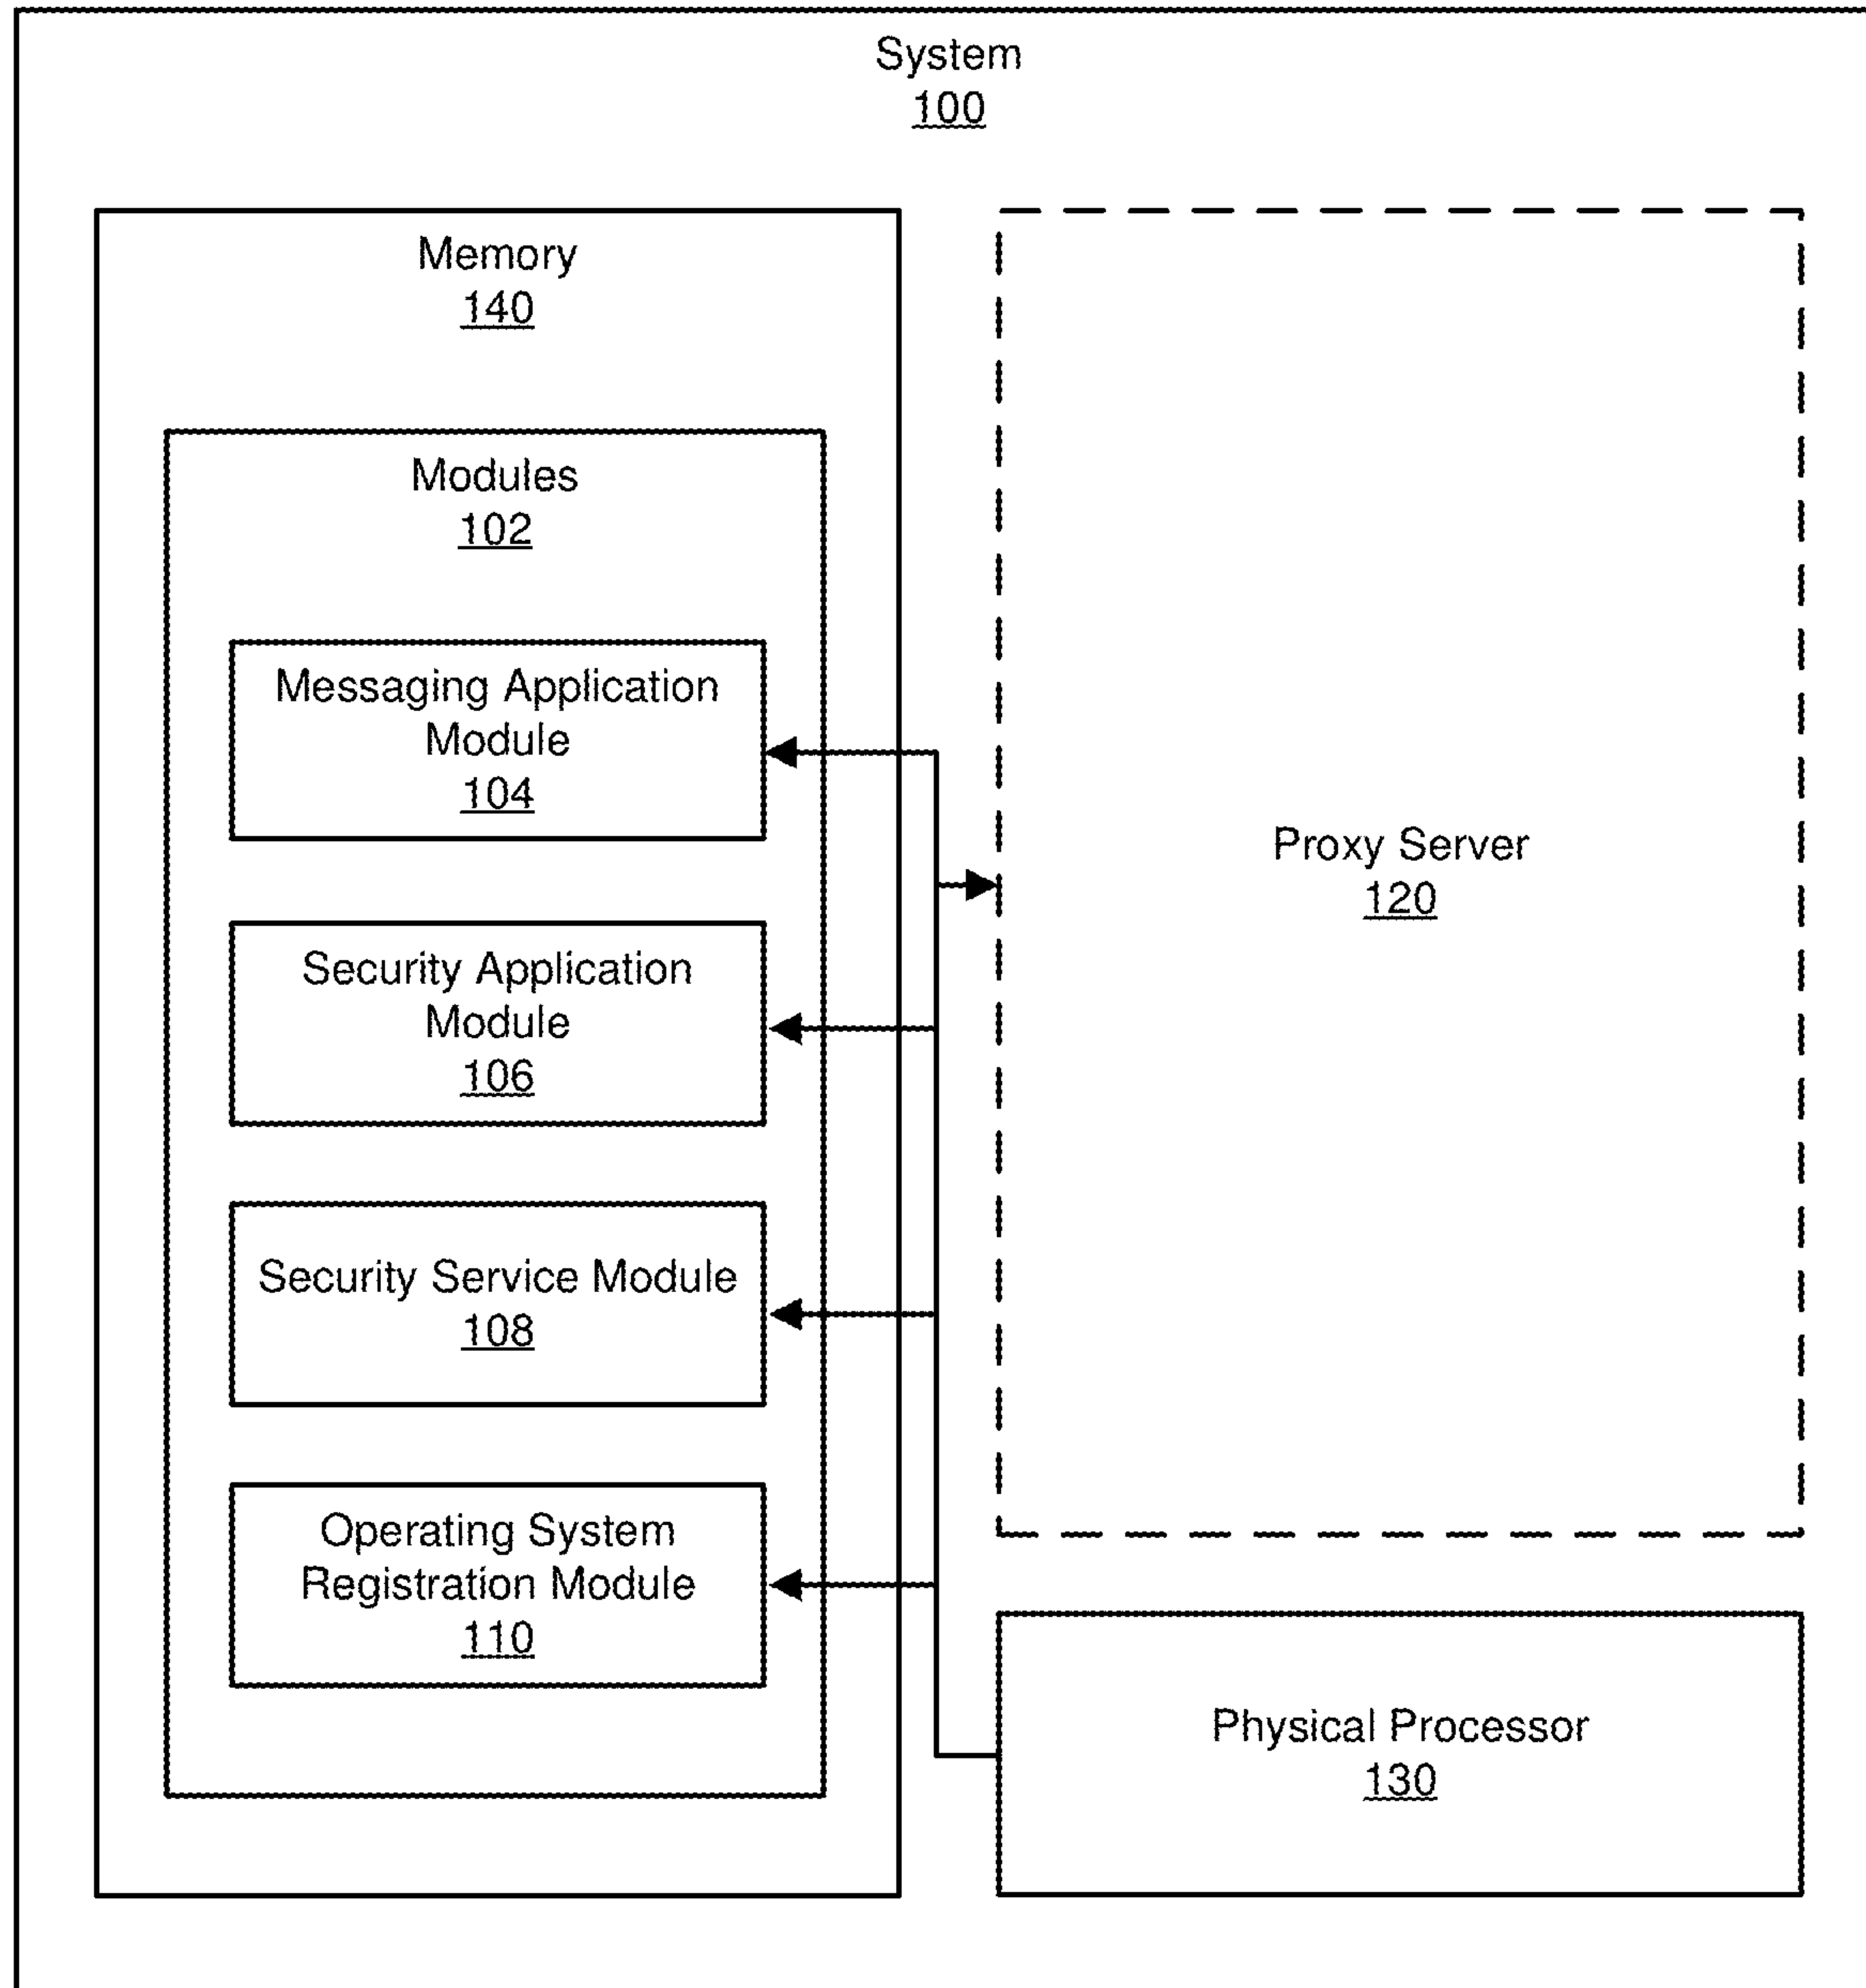 System
100
Memory
140
Modules
102
Messaging Application
Module
104
Security Application
Module
106
Security Service Module
108
Operating System
Registration Module
110
Proxy Server
120
Physical Processor
130